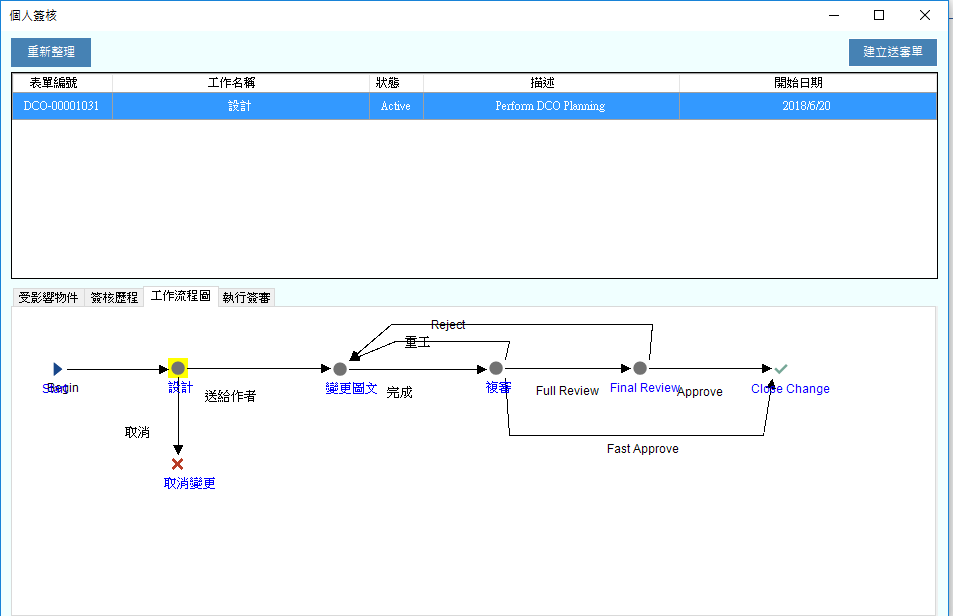 個人簽核
重新整理
建立送審單
表單編號 工作名稱 狀態 描述 開始日期
DCO-00001031 設計 Active Perform DCO Planning 2018/6/20
受影響物件 簽核歷程 工作流程圖 執行簽審
Reject
重工
Start
Begin
設計
送給作者
變更圖文
完成
複審
Full Review
Final Review
Approve
Close Change
取消
Fast Approve
取消變更